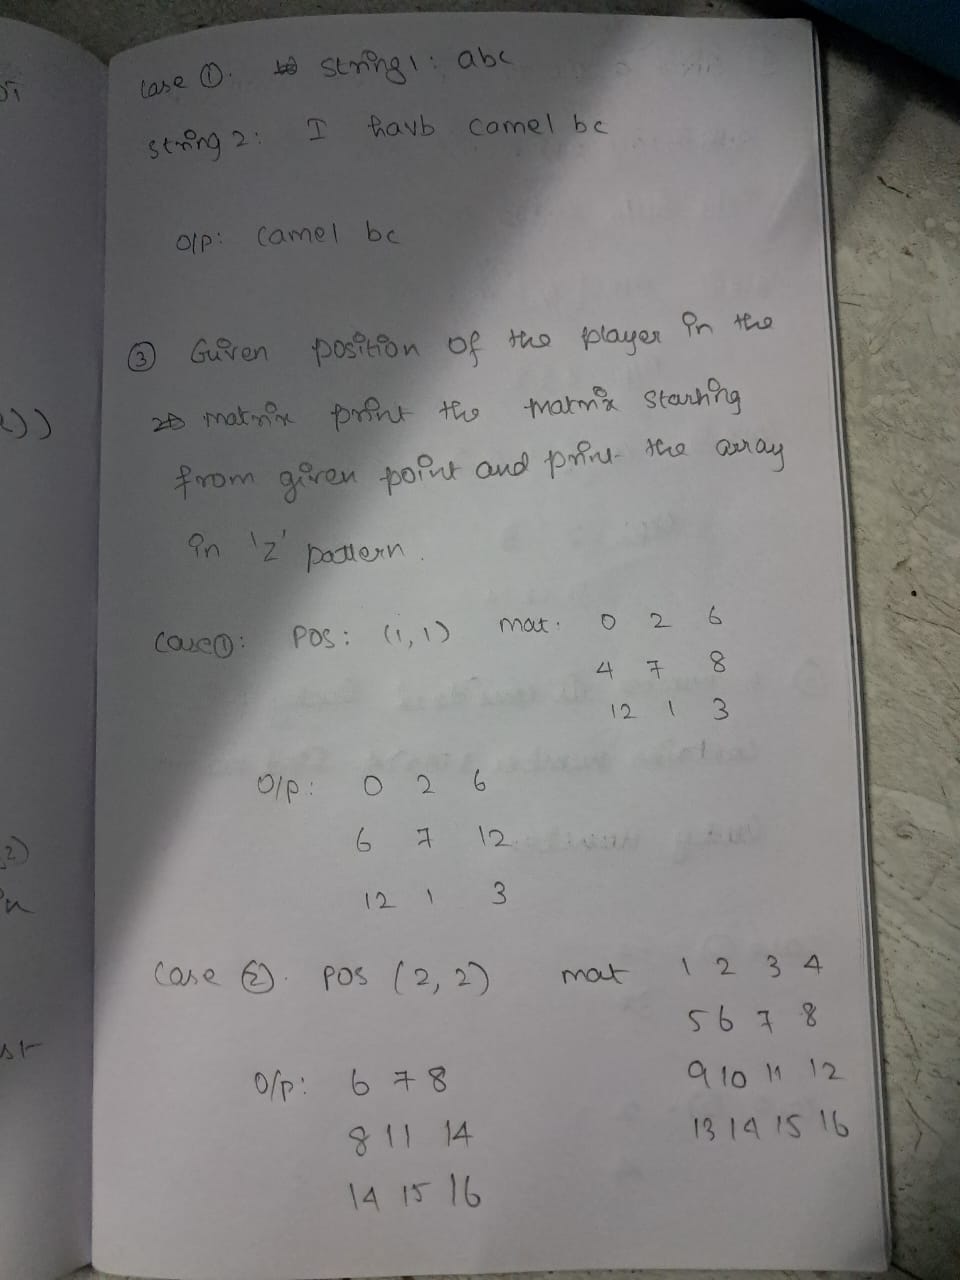 Case ①. string1: abc
string 2: I havb camel bc
o/p: camel bc
③ Guiven position of the player in the
matrix print the matrix starting
from given point and print the array
in 'z' pattern.
Case①: POS: (1,1) mat: 0 2 6
4 7 8
12 1 3
O/p: 0 2 6
6 7 12
12 1 3
Case ②. POS (2,2) mat 1 2 3 4
5 6 7 8
O/p: 6 7 8 9 10 11 12
8 11 14 13 14 15 16
14 15 16